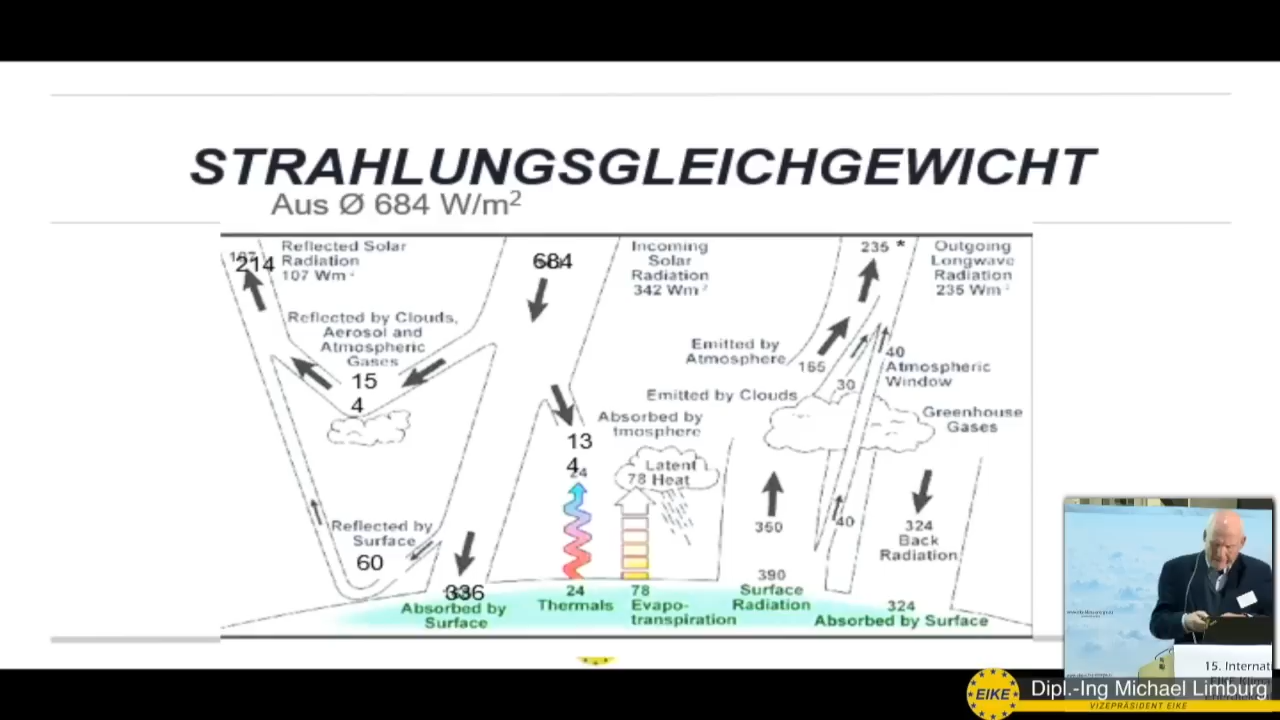 STRAHLUNGSGLEICHGEWICHT
Aus Ø 684 W/m²
214
Reflected Solar
Radiation
107 Wm⁻²
684
Incoming
Solar
Radiation
342 Wm⁻²
235 *
Outgoing
Longwave
Radiation
235 Wm⁻²
Reflected by Clouds,
Aerosol and
Atmospheric
Gases
15
4
Emitted by
Atmosphere
165
40
Atmospheric
Window
Emitted by Clouds
30
Absorbed by
tmosphere
13
4
24
Greenhouse
Gases
Latent
78 Heat
350
40
324
Back
Radiation
Reflected by
Surface
60
336
Absorbed by
Surface
24
Thermals
78
Evapo-
transpiration
390
Surface
Radiation
324
Absorbed by Surface
15. Internat
EIKE
Dipl.-Ing Michael Limburg
VIZEPRÄSIDENT EIKE